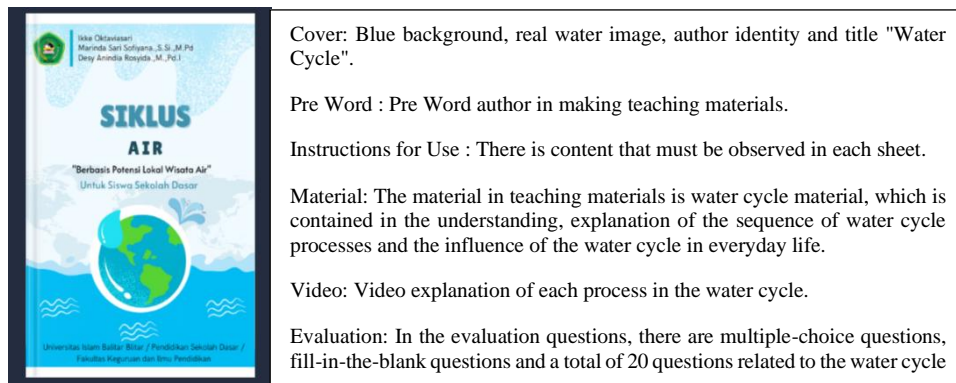 Ikke Oktaviasari
Marinda Sari Sofiyana.,S.Si.,M.Pd
Desy Anindia Rosyida.,M.,Pd.I
SIKLUS
AIR
"Berbasis Potensi Lokal Wisata Air"
Untuk Siswa Sekolah Dasar
Universitas Islam Balitar Blitar / Pendidikan Sekolah Dasar /
Fakultas Keguruan dan Ilmu Pendidikan
Cover: Blue background, real water image, author identity and title "Water
Cycle".
Pre Word : Pre Word author in making teaching materials.
Instructions for Use : There is content that must be observed in each sheet.
Material: The material in teaching materials is water cycle material, which is
contained in the understanding, explanation of the sequence of water cycle
processes and the influence of the water cycle in everyday life.
Video: Video explanation of each process in the water cycle.
Evaluation: In the evaluation questions, there are multiple-choice questions,
fill-in-the-blank questions and a total of 20 questions related to the water cycle